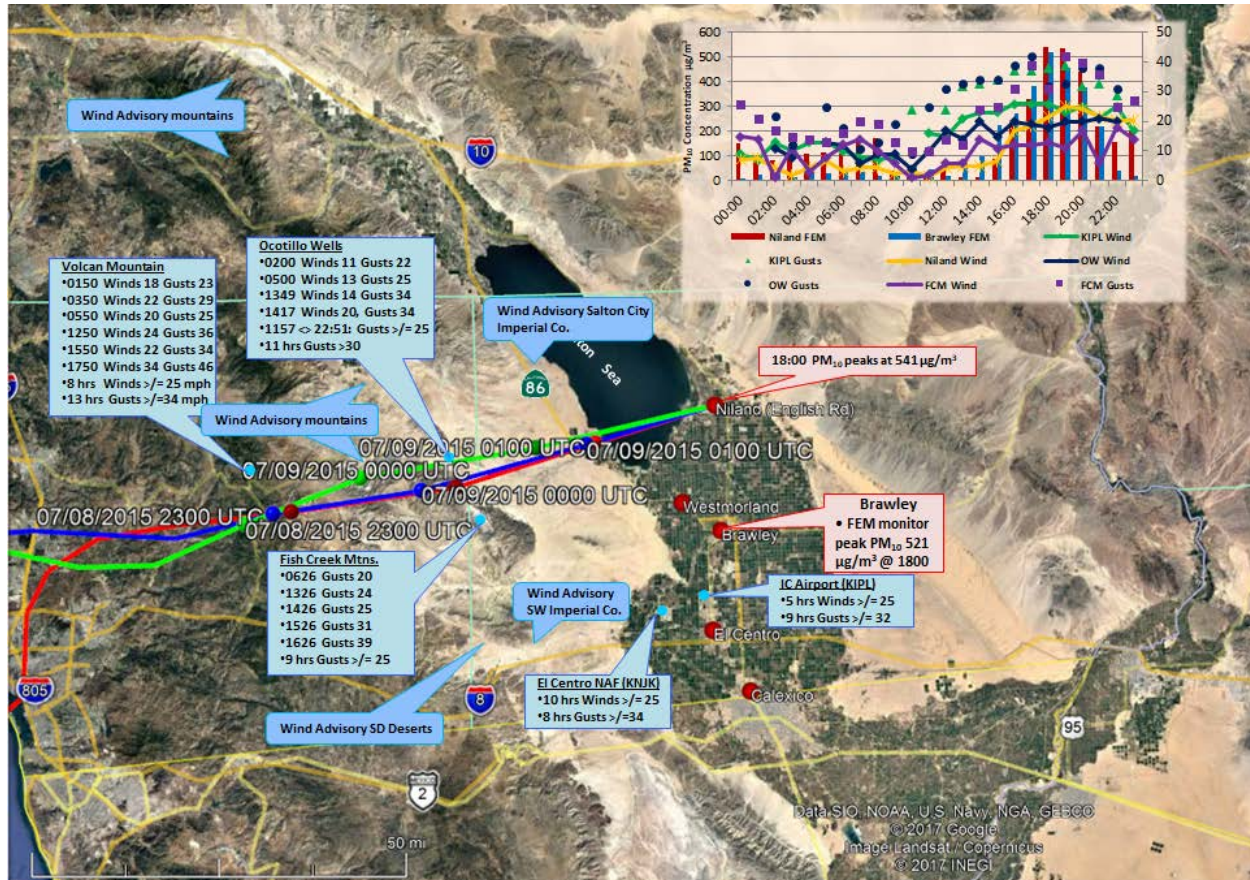 Wind Advisory mountains
10
Volcan Mountain
•0150 Winds 18 Gusts 23
•0350 Winds 22 Gusts 29
•0550 Winds 20 Gusts 25
•1250 Winds 24 Gusts 36
•1550 Winds 22 Gusts 34
•1750 Winds 34 Gusts 46
•8 hrs Winds >/= 25 mph
•13 hrs Gusts >/=34 mph
Ocotillo Wells
•0200 Winds 11 Gusts 22
•0500 Winds 13 Gusts 25
•1349 Winds 14 Gusts 34
•1417 Winds 20, Gusts 34
•1157 <> 22:51: Gusts >/= 25
•11 hrs Gusts >30
Wind Advisory Salton City
Imperial Co.
ton Sea
CALIFORNIA
86
PM10 Concentration µg/m³
600
500
400
300
200
100
0
50
40
30
20
10
0
00:00
02:00
04:00
06:00
08:00
10:00
12:00
14:00
16:00
18:00
20:00
22:00
Niland FEM
Brawley FEM
KIPL Wind
KIPL Gusts
Niland Wind
OW Wind
OW Gusts
FCM Wind
FCM Gusts
18:00 PM10 peaks at 541 µg/m³
Niland (English Rd)
Wind Advisory mountains
07/09/2015 0100 UTC
07/09/2015 0100 UTC
07/09/2015 0000 UTC
07/09/2015 0000 UTC
07/08/2015 2300 UTC
07/08/2015 2300 UTC
Westmorland
Brawley
Brawley
• FEM monitor
peak PM10 521
µg/m³ @ 1800
Fish Creek Mtns.
•0626 Gusts 20
•1326 Gusts 24
•1426 Gusts 25
•1526 Gusts 31
•1626 Gusts 39
•9 hrs Gusts >/= 25
Wind Advisory
SW Imperial Co.
IC Airport (KIPL)
•5 hrs Winds >/= 25
•9 hrs Gusts >/= 32
El Centro
El Centro NAF (KNJK)
•10 hrs Winds >/= 25
•8 hrs Gusts >/=34
Calexico
805
8
Wind Advisory SD Deserts
95
MEXICO
2
50 mi
Data SIO, NOAA, U.S. Navy, NGA, GEBCO
© 2017 Google
Image Landsat / Copernicus
© 2017 INEGI